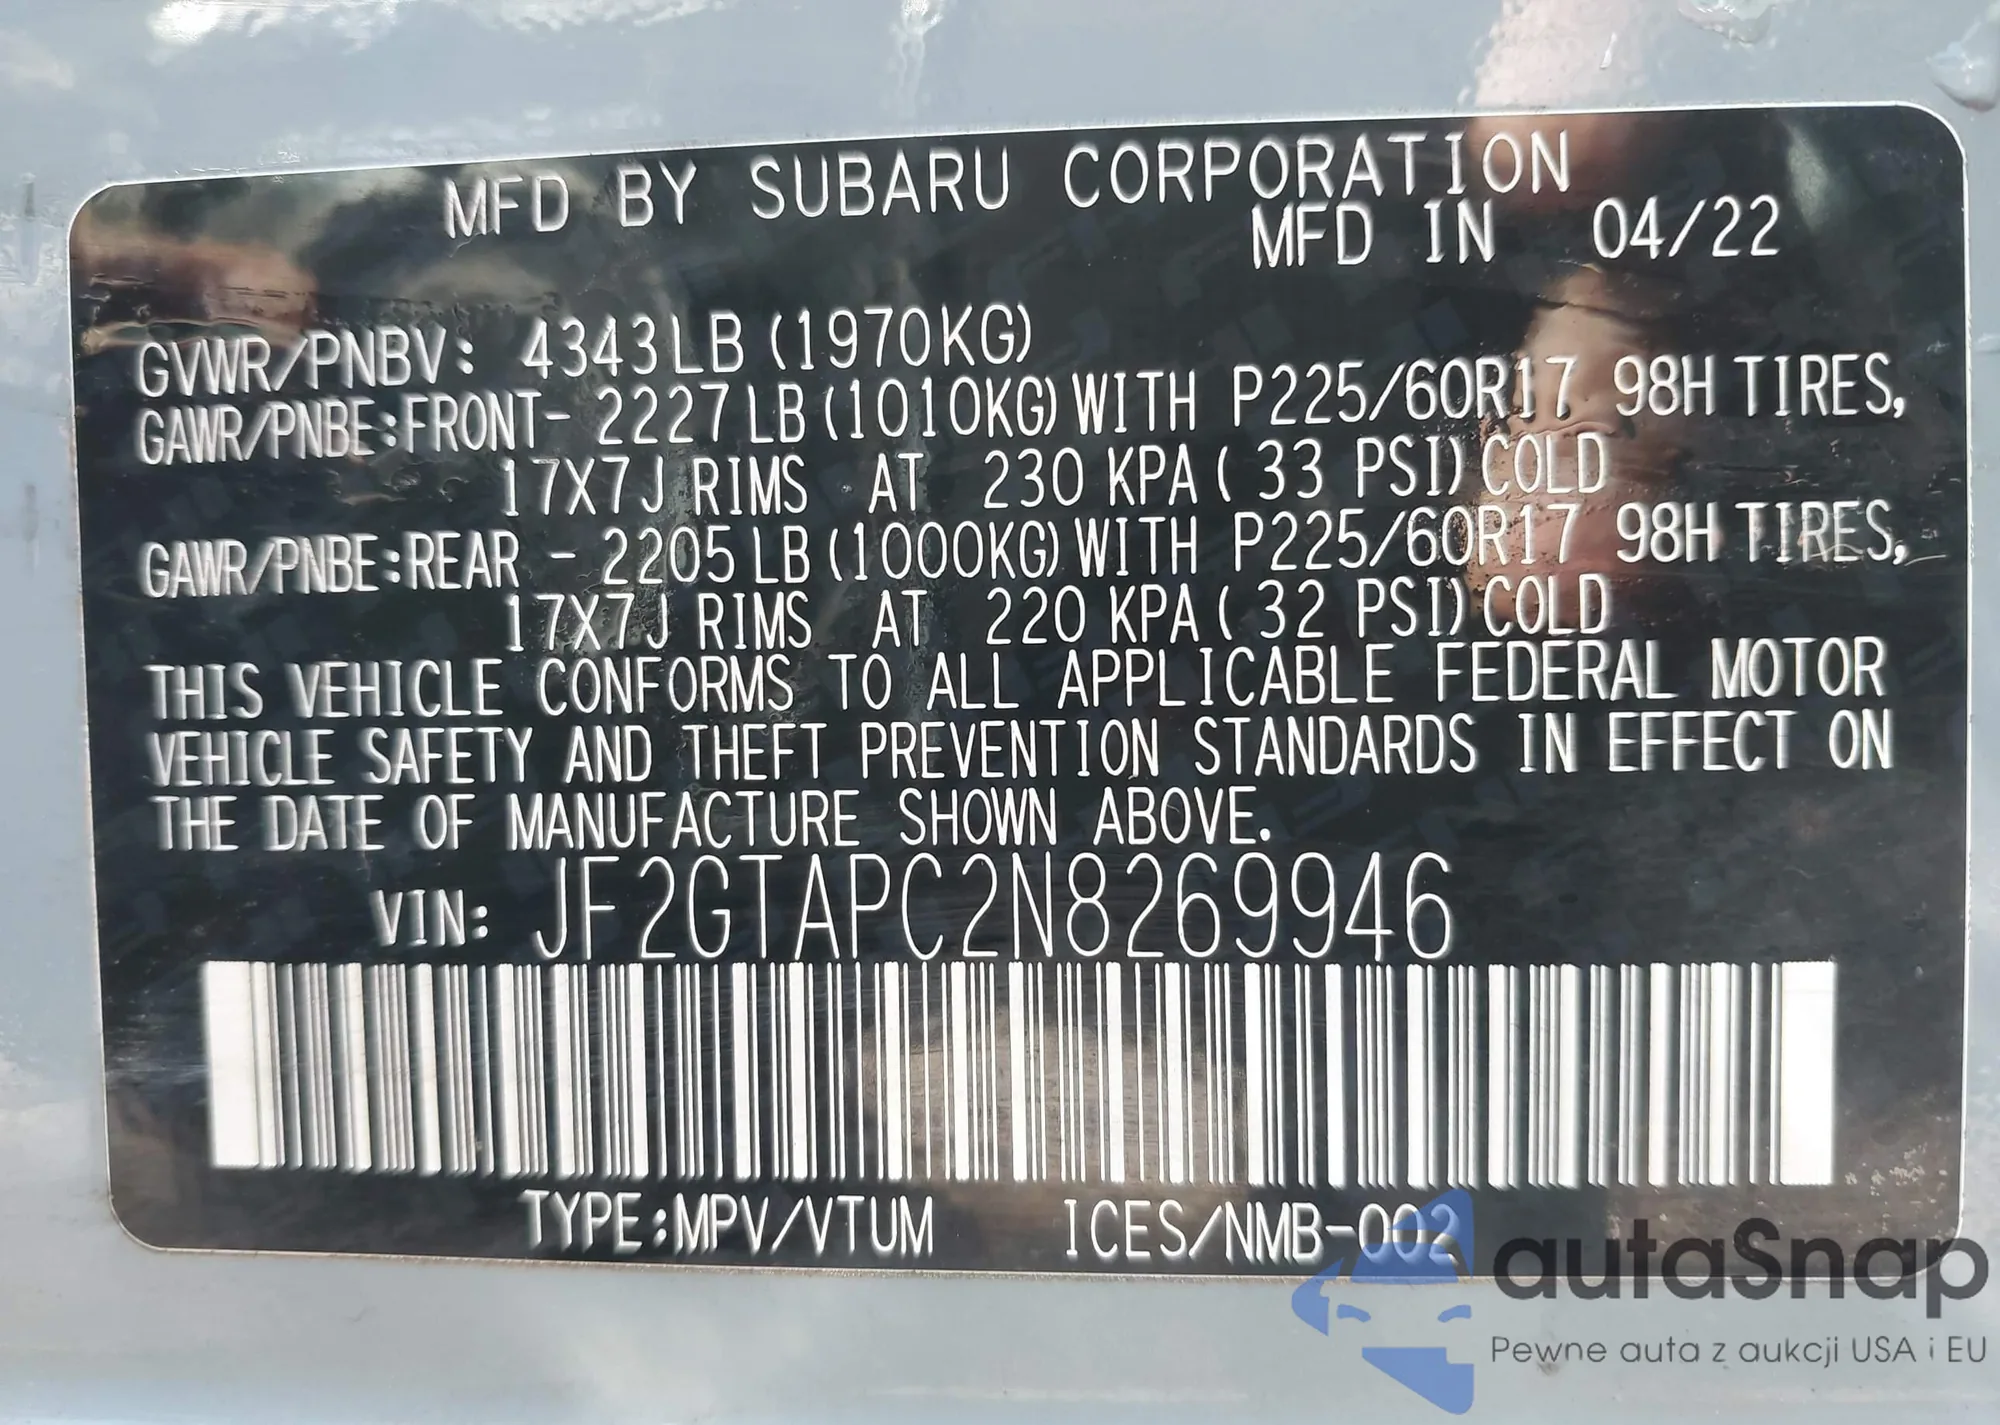 MFD BY SUBARU CORPORATION
MFD IN 04/22
GVWR/PNBV: 4343LB (1970KG)
GAWR/PNBE:FRONT- 2227LB (1010KG) WITH P225/60R17 98H TIRES,
17X7J RIMS AT 230 KPA ( 33 PSI) COLD
GAWR/PNBE:REAR - 2205LB (1000KG) WITH P225/60R17 98H TIRES,
17X7J RIMS AT 220 KPA ( 32 PSI) COLD
THIS VEHICLE CONFORMS TO ALL APPLICABLE FEDERAL MOTOR
VEHICLE SAFETY AND THEFT PREVENTION STANDARDS IN EFFECT ON
THE DATE OF MANUFACTURE SHOWN ABOVE.
VIN: JF2GTAPC2N8269946
TYPE:MPV/VTUM ICES/NMB-002
autaSnap
Pewne auta z aukcji USA i EU